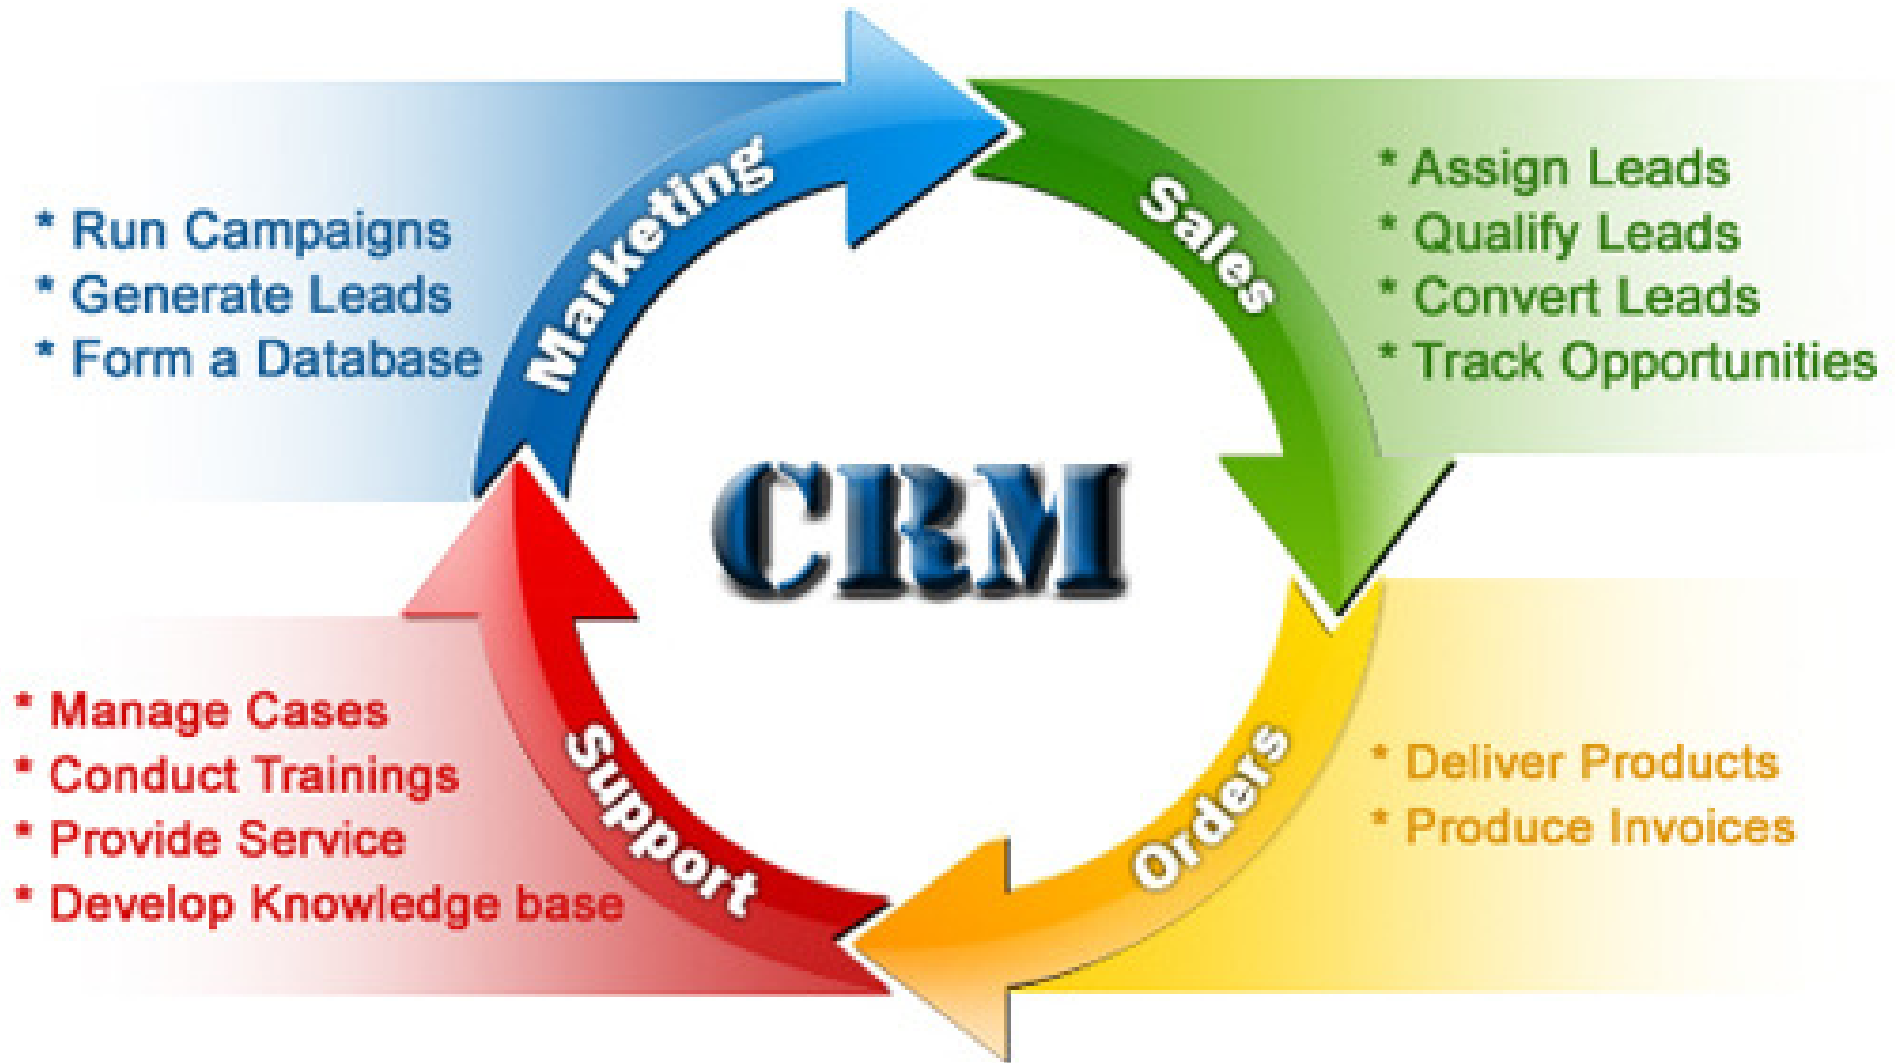 Marketing
* Run Campaigns
* Generate Leads
* Form a Database
Sales
* Assign Leads
* Qualify Leads
* Convert Leads
* Track Opportunities
CRM
Support
* Manage Cases
* Conduct Trainings
* Provide Service
* Develop Knowledge base
Orders
* Deliver Products
* Produce Invoices